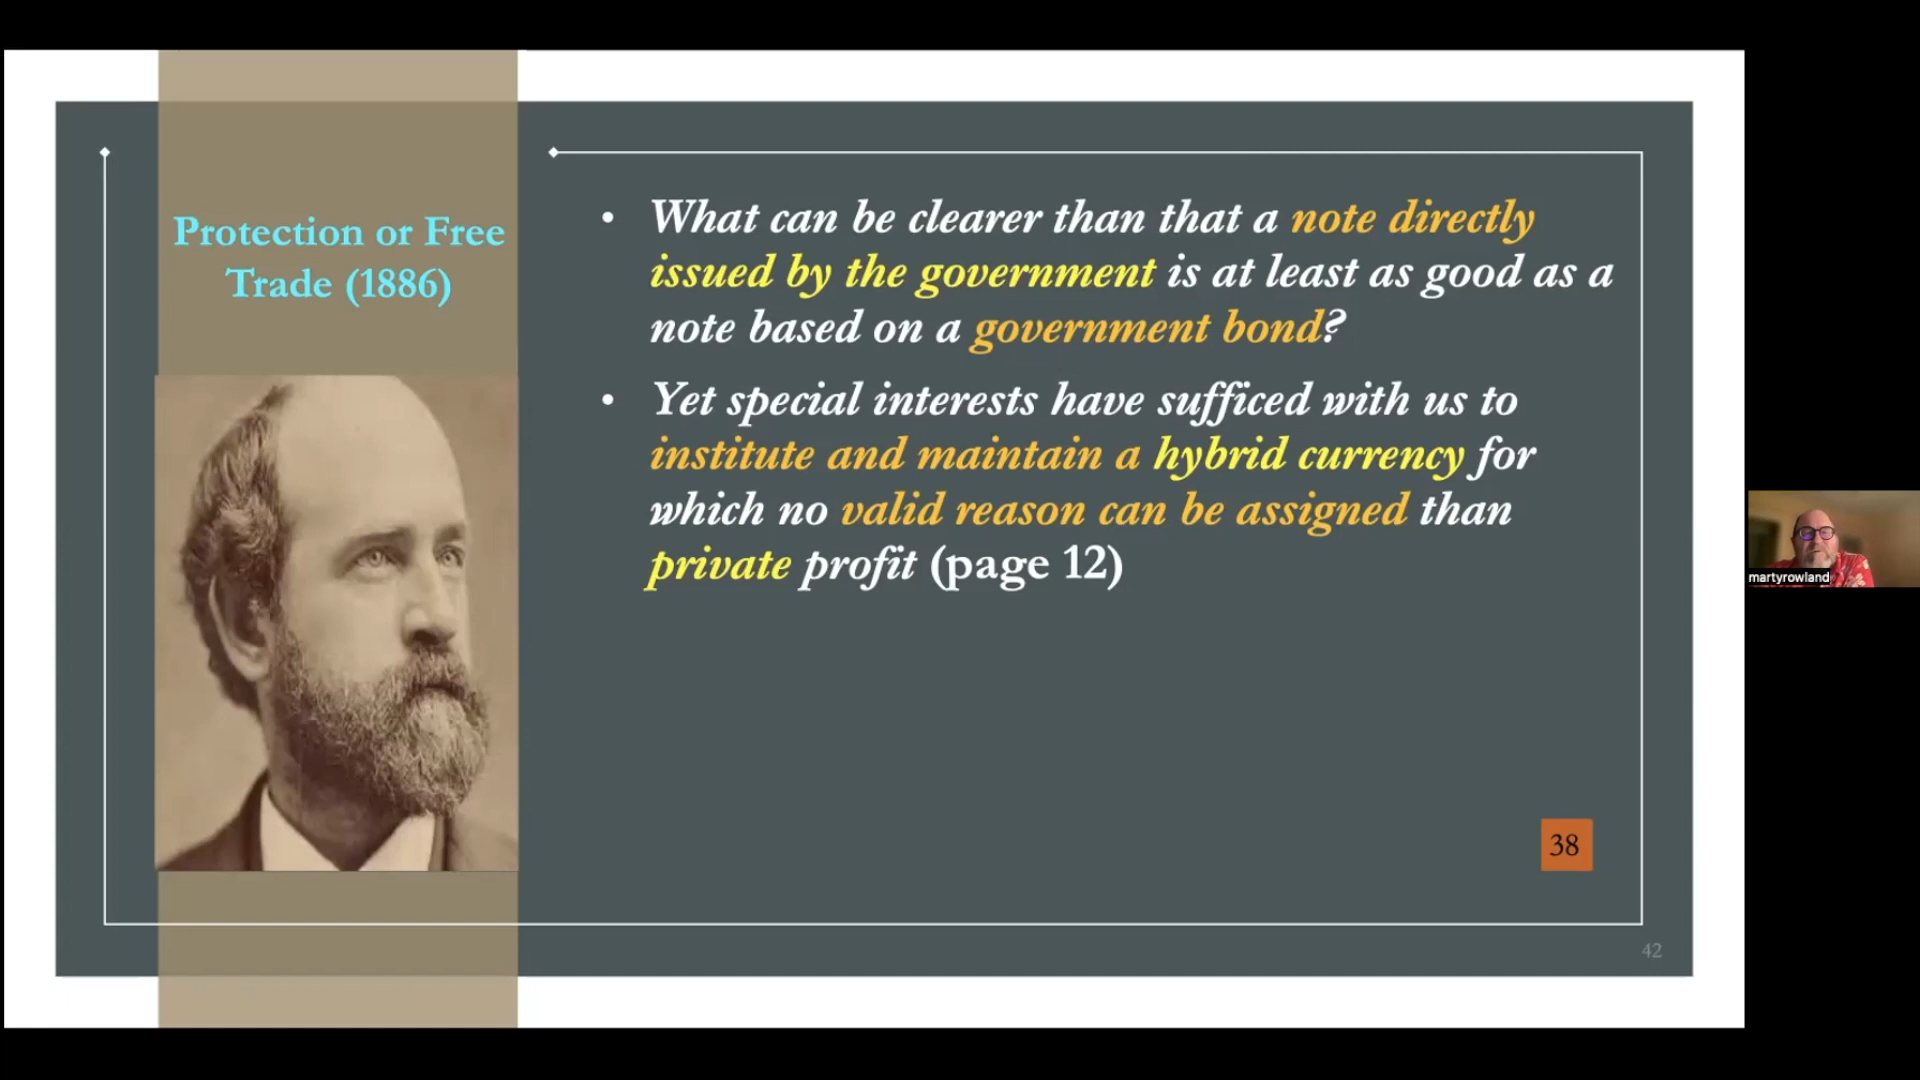 Protection or Free
Trade (1886)
• What can be clearer than that a note directly
issued by the government is at least as good as a
note based on a government bond?
• Yet special interests have sufficed with us to
institute and maintain a hybrid currency for
which no valid reason can be assigned than
private profit (page 12)
38
42
martyrowland